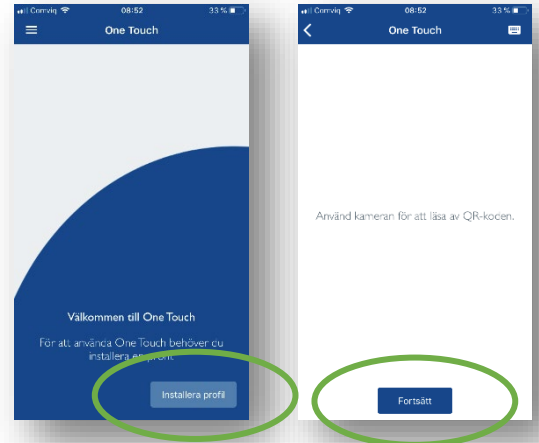 Comviq 08:52 33 %
One Touch
Välkommen till One Touch
För att använda One Touch behöver du
installera en profil.
Installera profil
Comviq 08:52 33 %
One Touch
Använd kameran för att läsa av QR-koden.
Fortsätt